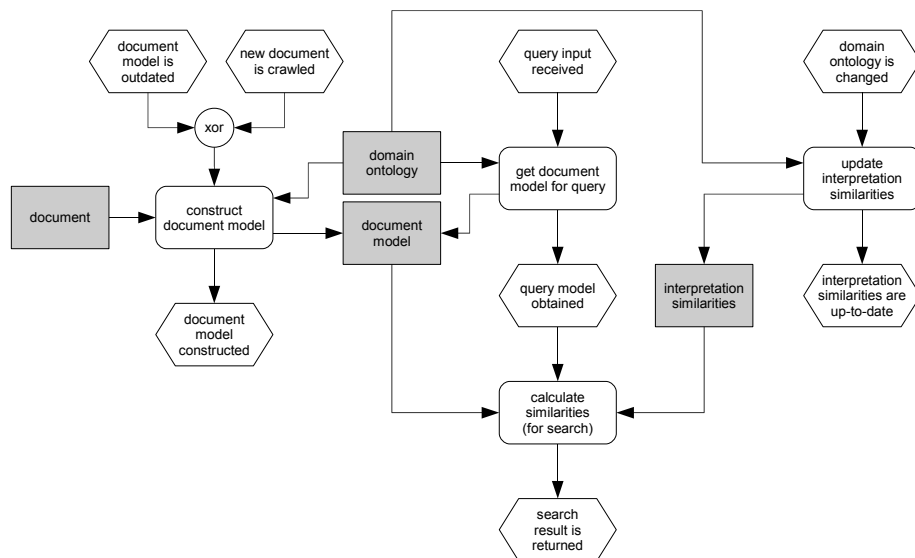 document
model is
outdated
new document
is crawled
query input
received
domain
ontology is
changed
xor
domain
ontology
get document
model for query
update
interpretation
similarities
document
construct
document model
document
model
document
model
constructed
query model
obtained
interpretation
similarities
interpretation
similarities are
up-to-date
calculate
similarities
(for search)
search
result is
returned